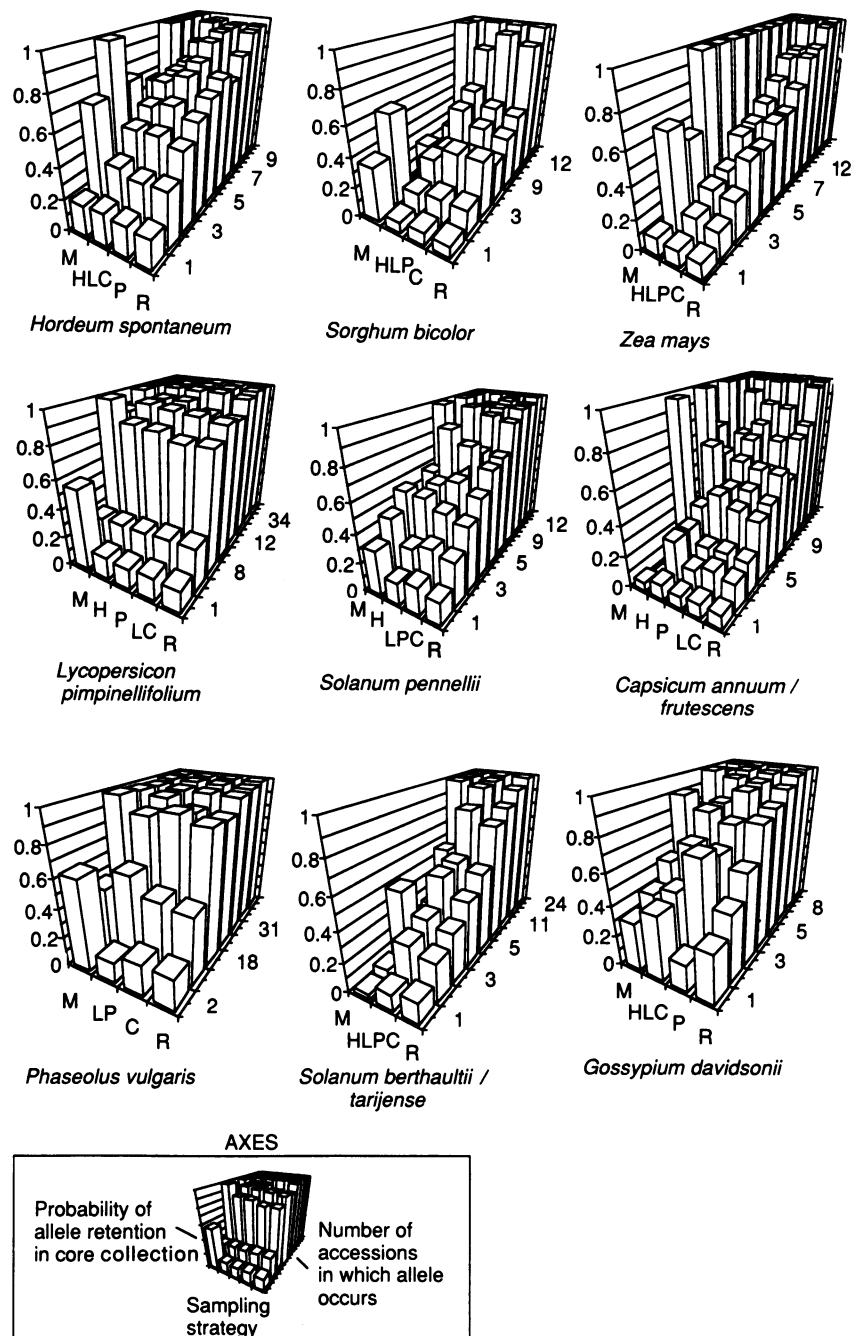 1
0.8
0.6
0.4
0.2
0
M
HLC
P
R
1
3
5
7
9
Hordeum spontaneum
1
0.8
0.6
0.4
0.2
0
M
HLP
C
R
1
3
9
12
Sorghum bicolor
1
0.8
0.6
0.4
0.2
0
M
HLPC
R
1
3
5
7
12
Zea mays
1
0.8
0.6
0.4
0.2
0
M
H
P
LC
R
1
8
12
34
Lycopersicon
pimpinellifolium
1
0.8
0.6
0.4
0.2
0
M
H
LPC
R
1
3
5
9
12
Solanum pennellii
1
0.8
0.6
0.4
0.2
0
M
H
P
LC
R
1
5
9
Capsicum annuum /
frutescens
1
0.8
0.6
0.4
0.2
0
M
LP
C
R
2
18
31
Phaseolus vulgaris
1
0.8
0.6
0.4
0.2
0
M
HLPC
R
1
3
5
11
24
Solanum berthaultii /
tarijense
1
0.8
0.6
0.4
0.2
0
M
HLC
P
R
1
3
5
8
Gossypium davidsonii
AXES
Probability of
allele retention
in core collection
Number of
accessions
in which allele
occurs
Sampling
strategy